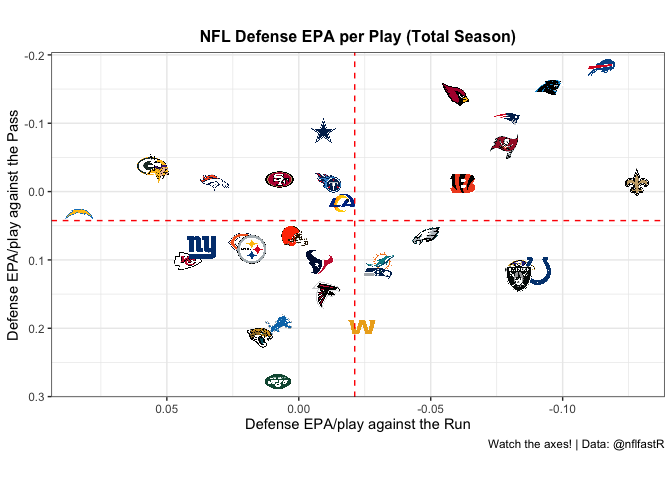 NFL Defense EPA per Play (Total Season)
Defense EPA/play against the Pass
-0.2
-0.1
0.0
0.1
0.2
0.3
ny
LA
W
0.05
0.00
-0.05
-0.10
Defense EPA/play against the Run
Watch the axes! | Data: @nflfastR